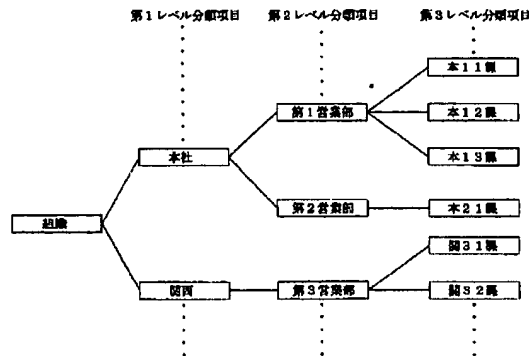 第1レベル分類項目
第2レベル分類項目
第3レベル分類項目
本11課
第1営業部
本12課
本社
本13課
第2営業部
本21課
組織
関31課
関西
第3営業部
関32課